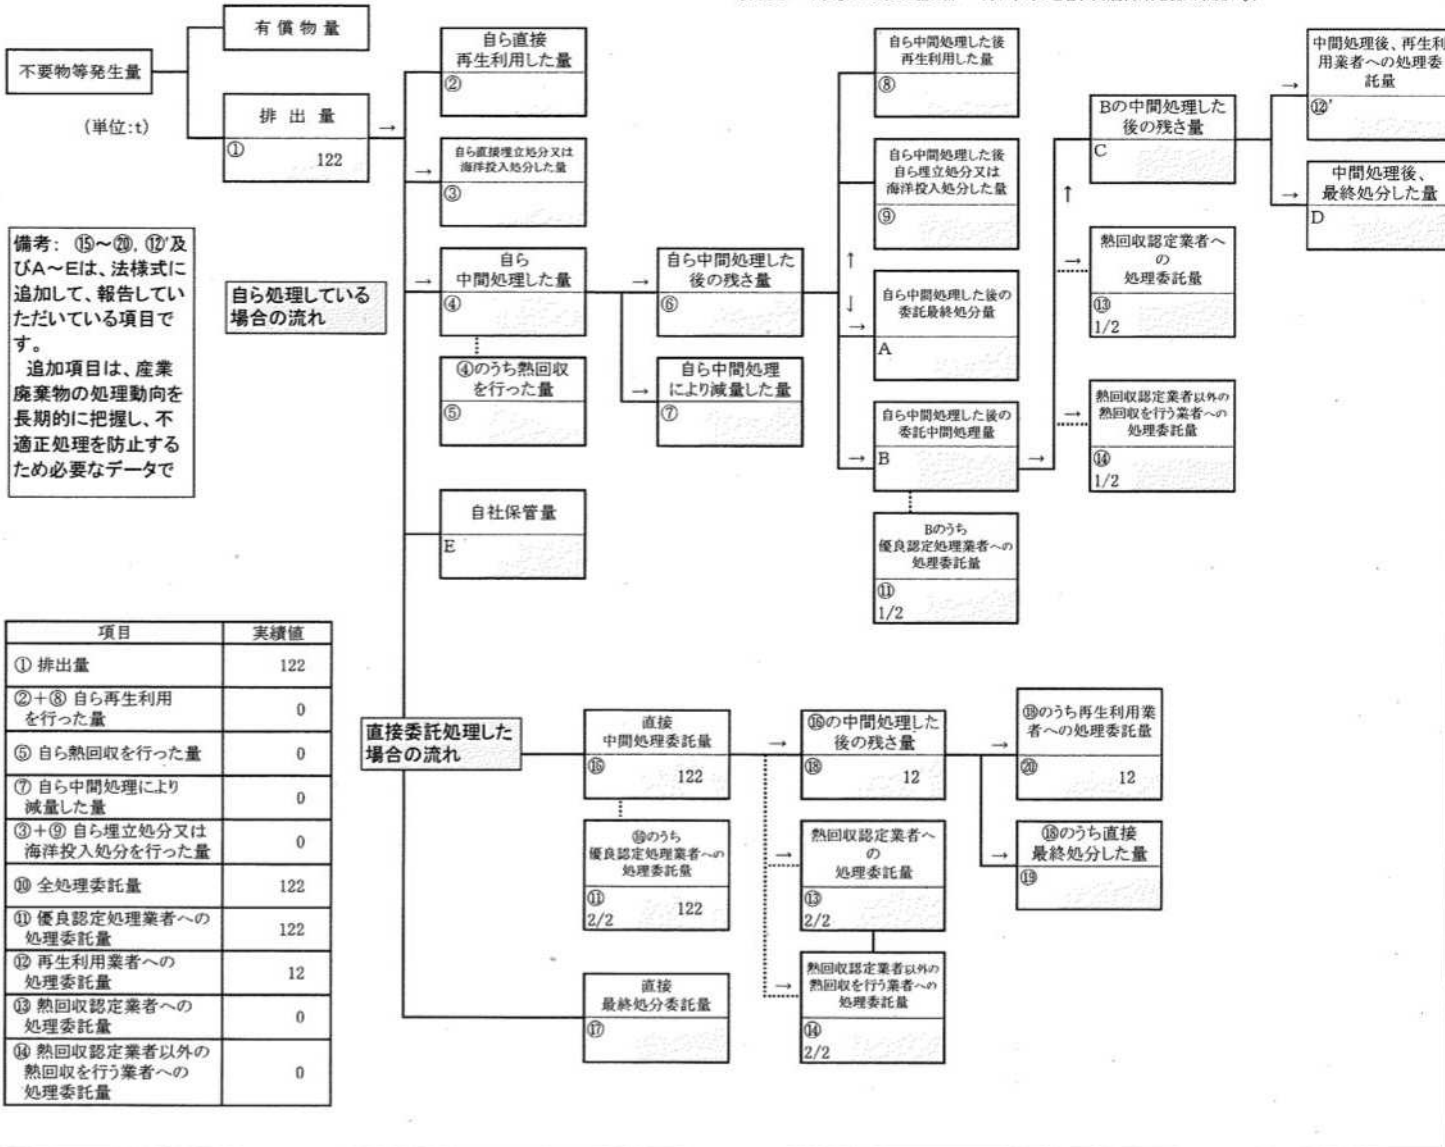 不要物等発生量
(単位:t)
有償物量
排出量
①
122
→
自ら直接
再生利用した量
②
→
自ら直接埋立処分又は
海洋投入処分した量
③
→
自ら
中間処理した量
④
④のうち熱回収
を行った量
⑤
→
自ら中間処理した
後の残さ量
⑥
→
自ら中間処理
により減量した量
⑦
自ら中間処理した後
再生利用した量
⑧
自ら中間処理した後
自ら埋立処分又は
海洋投入処分した量
⑨
↑
↓
→
自ら中間処理した後の
委託最終処分量
A
→
自ら中間処理した後の
委託中間処理量
B
→
Bのうち
優良認定処理業者への
処理委託量
⑪
1/2
Bの中間処理した
後の残さ量
C
↑
→
熱回収認定業者へ
の
処理委託量
⑬
1/2
→
熱回収認定業者以外の
熱回収を行う業者への
処理委託量
⑭
1/2
→
中間処理後、再生利
用業者への処理委
託量
⑫'
→
中間処理後、
最終処分した量
D
備考: ⑮~⑳, ⑫'及
びA~Eは、法様式に
追加して、報告してい
ただいている項目で
す。
追加項目は、産業
廃棄物の処理動向を
長期的に把握し、不
適正処理を防止する
ため必要なデータで
自ら処理している
場合の流れ
自社保管量
E
項目 実績値
① 排出量 122
②+⑧ 自ら再生利用
を行った量 0
⑤ 自ら熱回収を行った量 0
⑦ 自ら中間処理により
減量した量 0
③+⑨ 自ら埋立処分又は
海洋投入処分を行った量 0
⑩ 全処理委託量 122
⑪ 優良認定処理業者への
処理委託量 122
⑫ 再生利用業者への
処理委託量 12
⑬ 熱回収認定業者への
処理委託量 0
⑭ 熱回収認定業者以外の
熱回収を行う業者への
処理委託量 0
直接委託処理した
場合の流れ
直接
中間処理委託量
⑯
122
⑯のうち
優良認定処理業者への
処理委託量
⑪
2/2
122
直接
最終処分委託量
⑰
→
⑯の中間処理した
後の残さ量
⑱
12
→
熱回収認定業者へ
の
処理委託量
⑬
2/2
→
熱回収認定業者以外の
熱回収を行う業者への
処理委託量
⑭
2/2
→
⑱のうち再生利用業
者への処理委託量
⑳
12
→
⑱のうち直接
最終処分した量
⑲